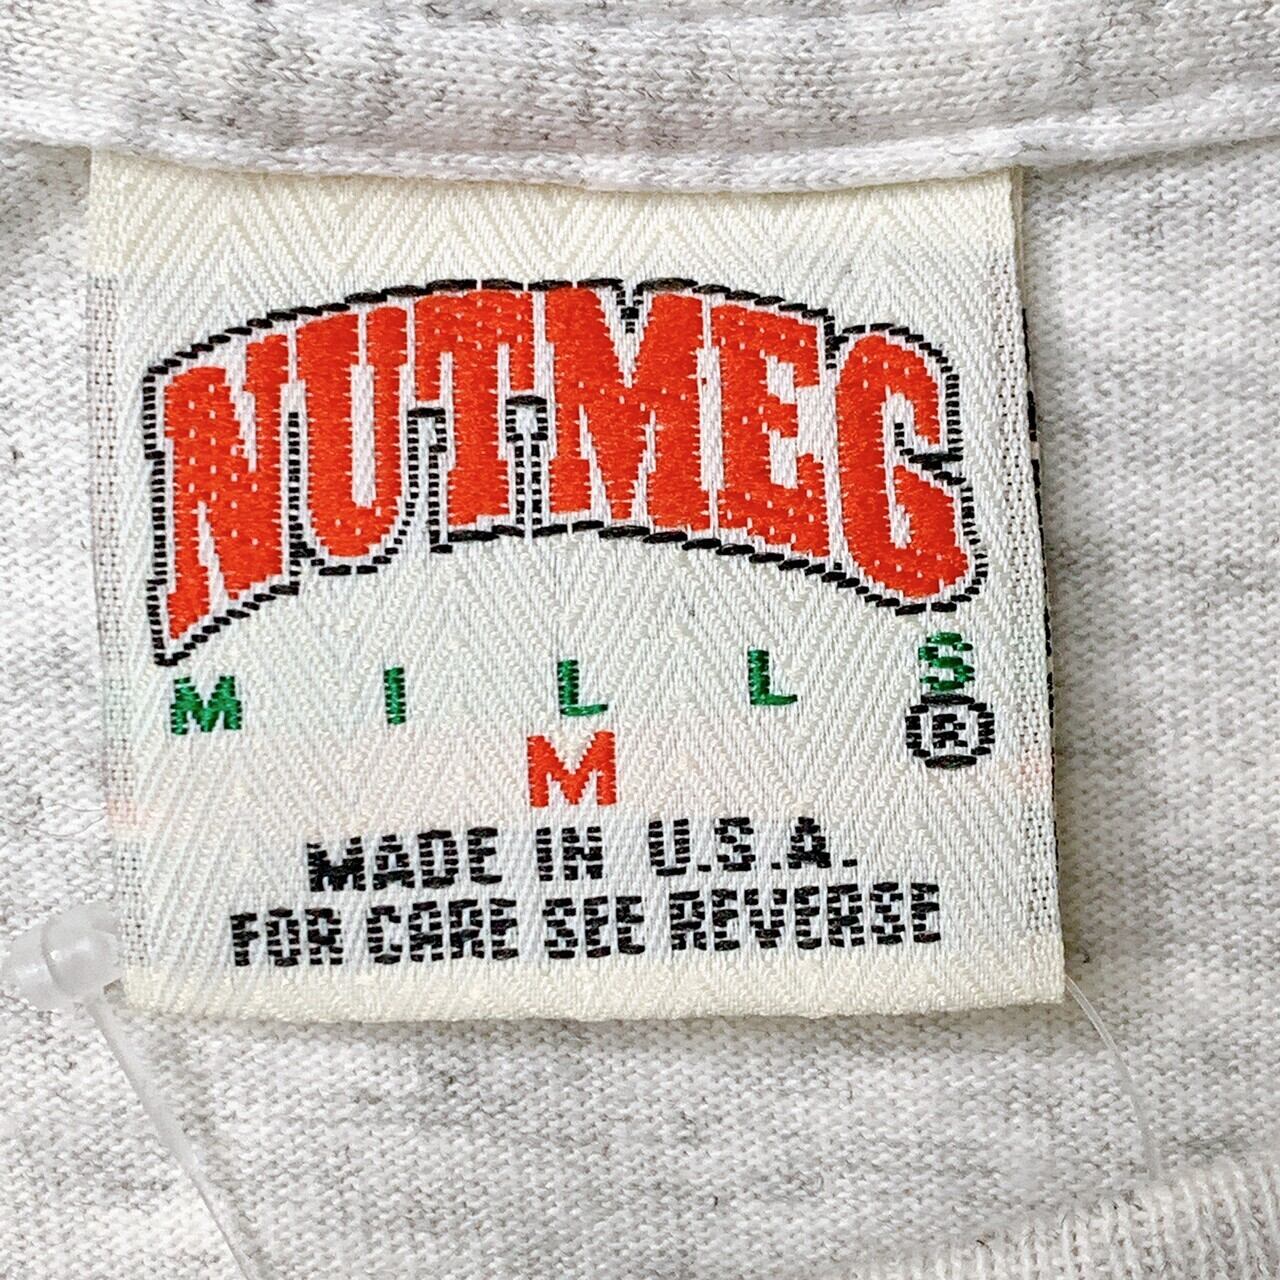 NUTMEG
MILLS®
M
MADE IN U.S.A.
FOR CARE SEE REVERSE